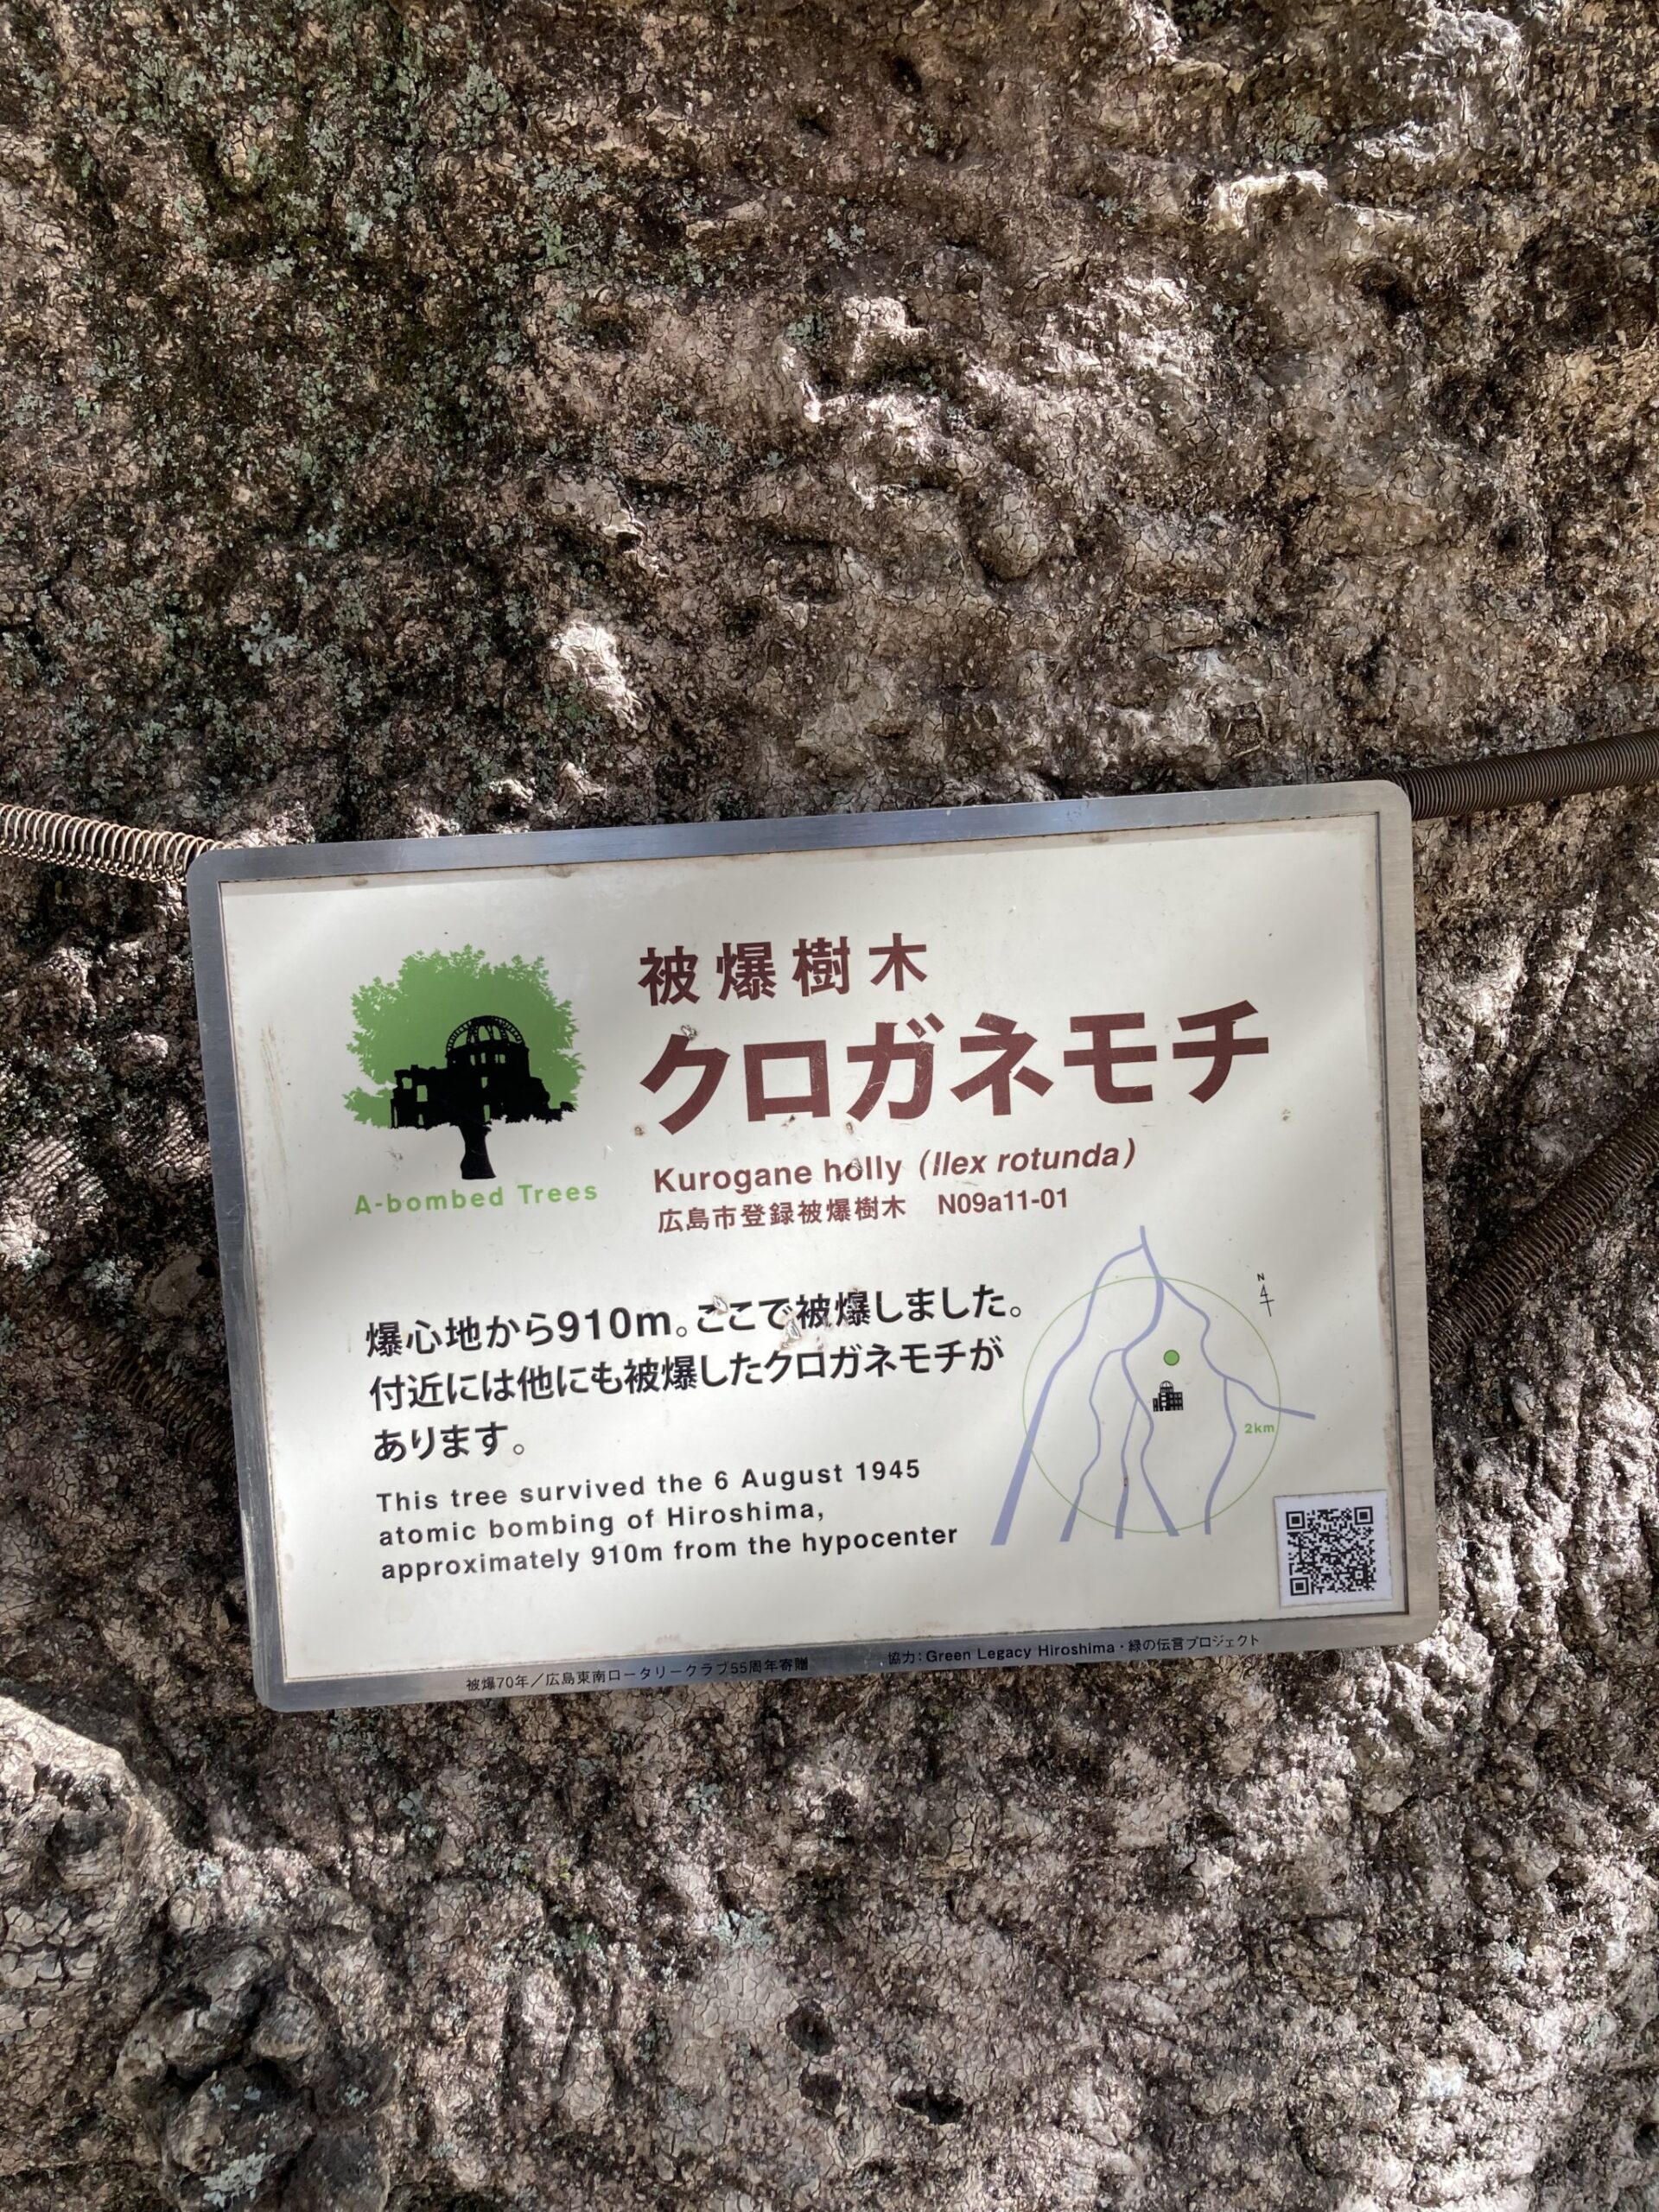 被爆樹木
クロガネモチ
Kurogane holly (Ilex rotunda)
広島市登録被爆樹木 N09a11-01
A-bombed Trees
爆心地から910m。ここで被爆しました。
付近には他にも被爆したクロガネモチが
あります。
This tree survived the 6 August 1945
atomic bombing of Hiroshima,
approximately 910m from the hypocenter
N
2km
被爆70年／広島東南ロータリークラブ55周年寄贈
協力：Green Legacy Hiroshima・緑の伝言プロジェクト